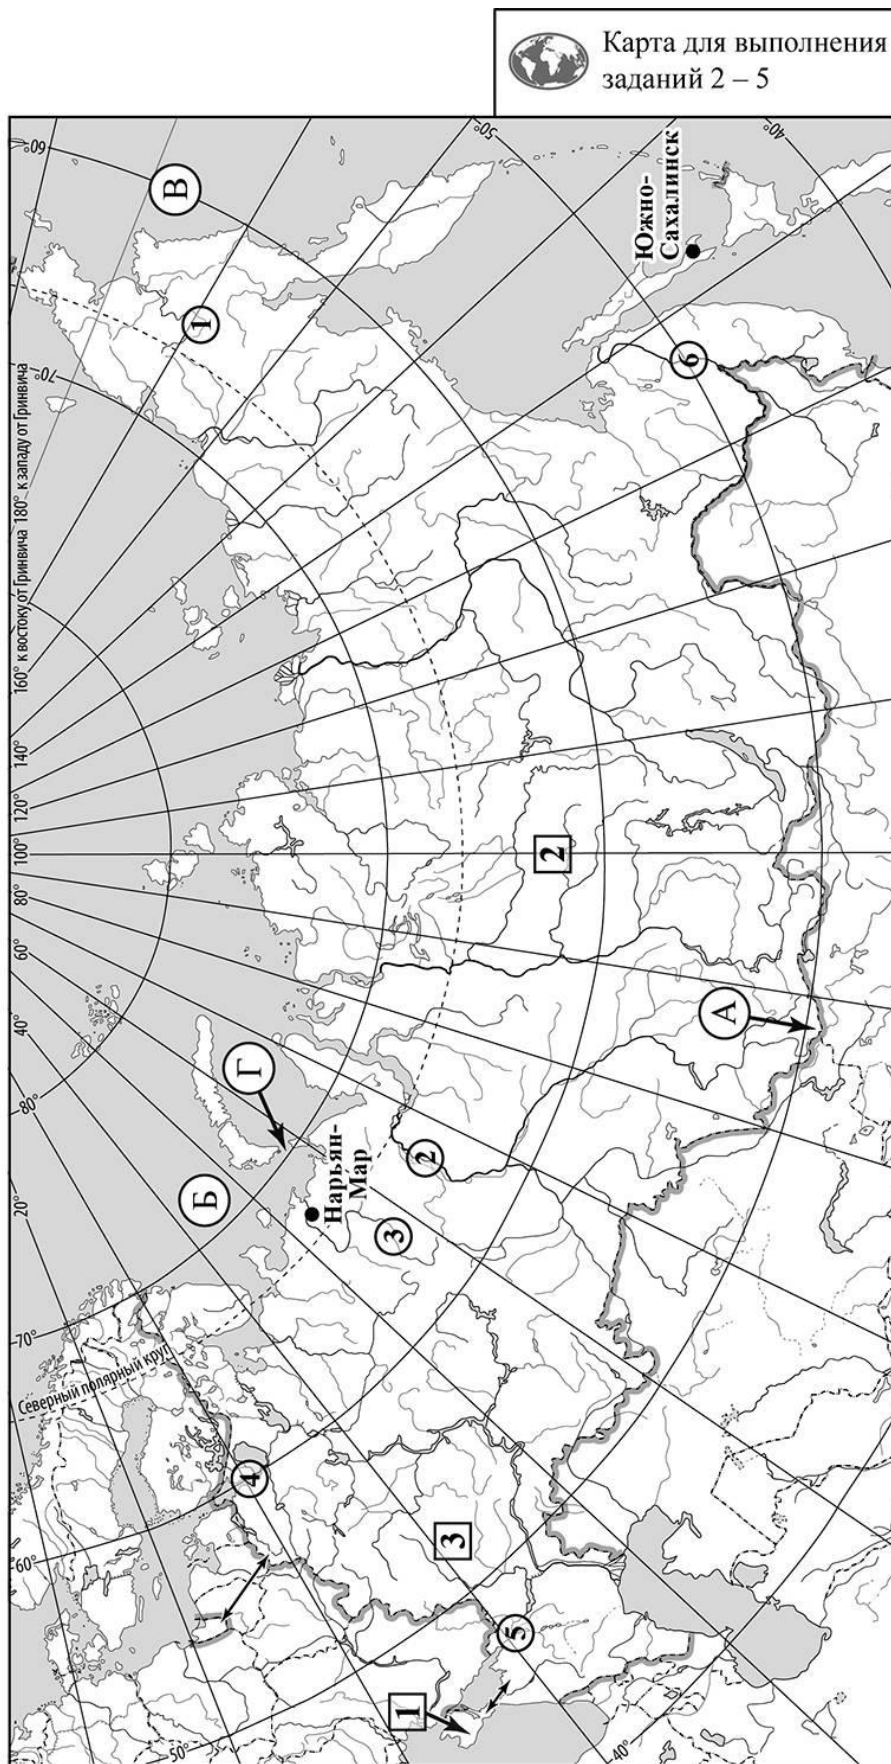 Карта для выполнения
заданий 2 – 5
160° к востоку от Гринвича 180° к западу от Гринвича
60°
50°
40°
70°
В
1
Южно-
Сахалинск
6
140°
120°
100°
80°
60°
40°
20°
2
80°
А
Г
Б
Нарьян-
Мар
2
3
70°
Северный полярный круг
4
60°
3
5
1
50°
40°